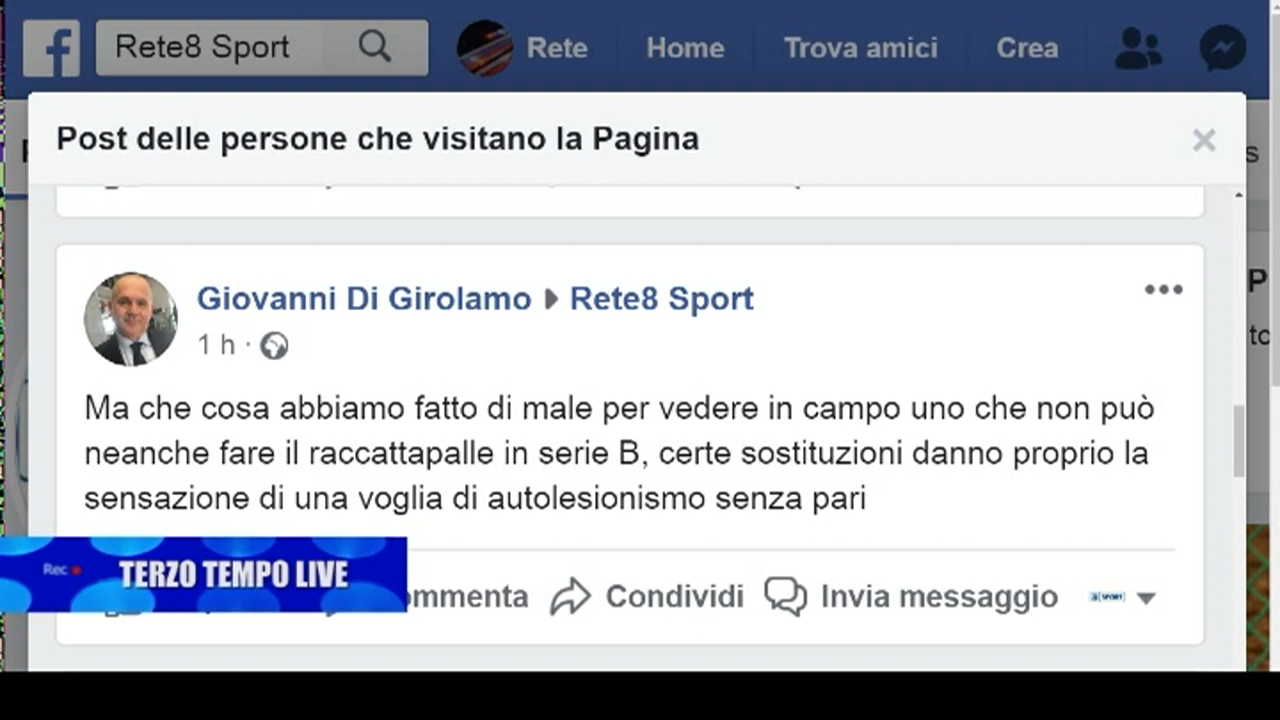 Rete8 Sport
Rete
Home
Trova amici
Crea
Post delle persone che visitano la Pagina
Giovanni Di Girolamo Rete8 Sport
1 h ·
Ma che cosa abbiamo fatto di male per vedere in campo uno che non può
neanche fare il raccattapalle in serie B, certe sostituzioni danno proprio la
sensazione di una voglia di autolesionismo senza pari
Rec
TERZO TEMPO LIVE
ommenta
Condividi
Invia messaggio
SPORT